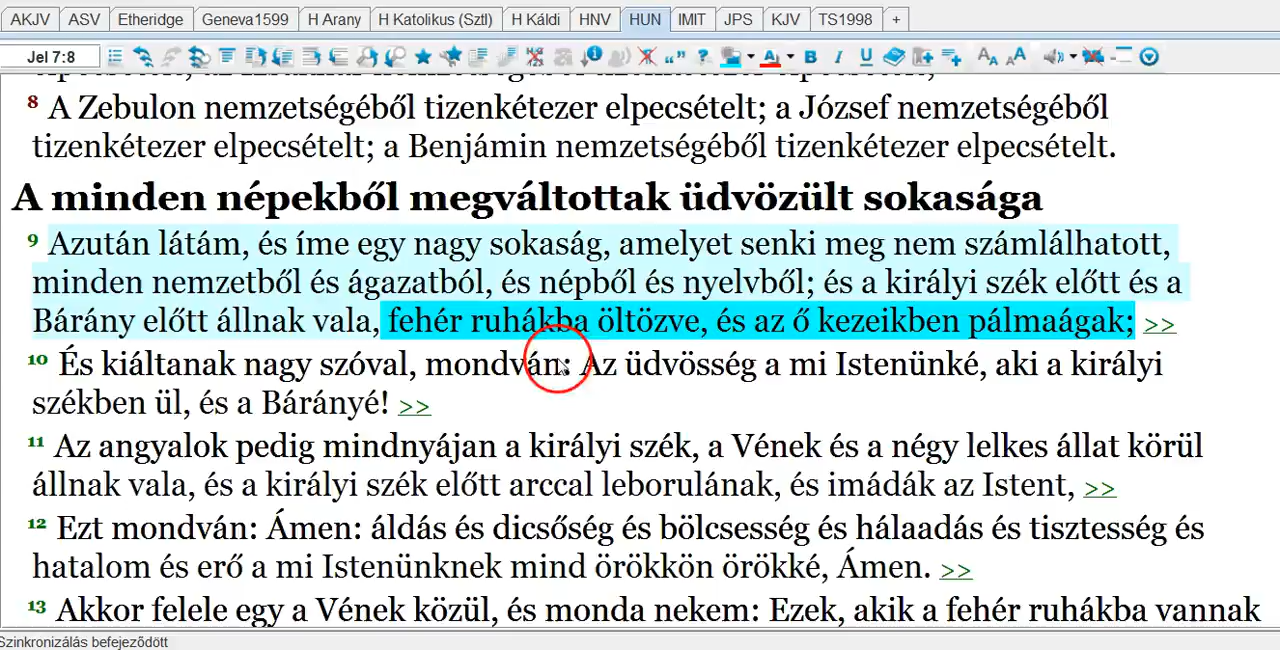 AKJV ASV Etheridge Geneva1599 H Arany H Katolikus (Sztl) H Káldi HNV HUN IMIT JPS KJV TS1998 +
Jel 7:8
8 A Zebulon nemzetségéből tizenkétezer elpecsételt; a József nemzetségéből
tizenkétezer elpecsételt; a Benjámin nemzetségéből tizenkétezer elpecsételt.
A minden népekből megváltottak üdvözült sokasága
9 Azután látám, és íme egy nagy sokaság, amelyet senki meg nem számlálhatott,
minden nemzetből és ágazatból, és népből és nyelvből; és a királyi szék előtt és a
Bárány előtt állnak vala, fehér ruhákba öltözve, és az ő kezeikben pálmaágak; >>
10 És kiáltanak nagy szóval, mondván: Az üdvösség a mi Istenünké, aki a királyi
székben ül, és a Bárányé! >>
11 Az angyalok pedig mindnyájan a királyi szék, a Vének és a négy lelkes állat körül
állnak vala, és a királyi szék előtt arccal leborulának, és imádák az Istent, >>
12 Ezt mondván: Ámen: áldás és dicsőség és bölcsesség és hálaadás és tisztesség és
hatalom és erő a mi Istenünknek mind örökkön örökké, Ámen. >>
13 Akkor felele egy a Vének közül, és monda nekem: Ezek, akik a fehér ruhákba vannak
Szinkronizálás befejeződött